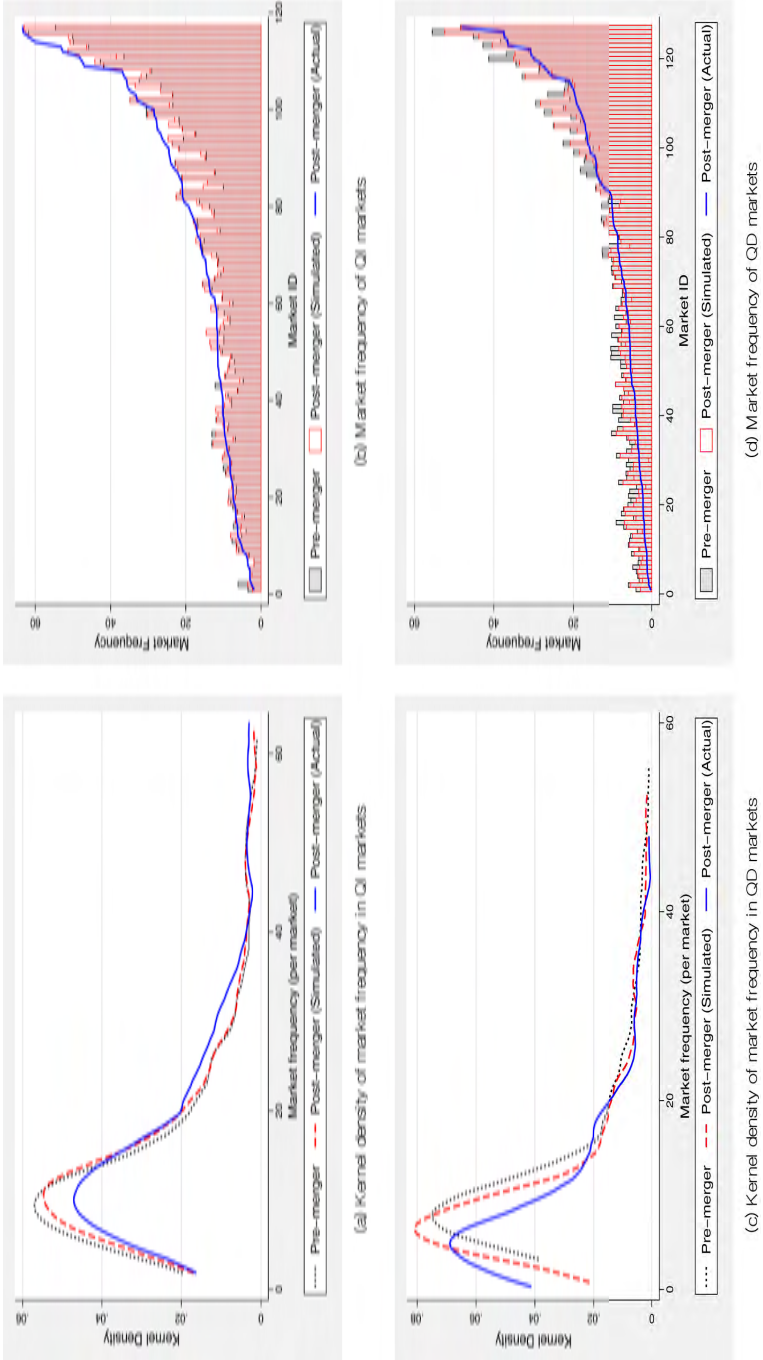 Kernel Density
.06
.04
.02
0
0 20 40 60
Market frequency (per market)
Pre−merger Post−merger (Simulated) Post−merger (Actual)
(a) Kernel density of market frequency in QI markets
Market Frequency
60
40
20
0
0 20 40 60 80 100 120
Market ID
Pre−merger Post−merger (Simulated) Post−merger (Actual)
(b) Market frequency of QI markets
Kernel Density
.08
.06
.04
.02
0
0 20 40 60
Market frequency (per market)
Pre−merger Post−merger (Simulated) Post−merger (Actual)
(c) Kernel density of market frequency in QD markets
Market Frequency
60
40
20
0
0 20 40 60 80 100 120
Market ID
Pre−merger Post−merger (Simulated) Post−merger (Actual)
(d) Market frequency of QD markets